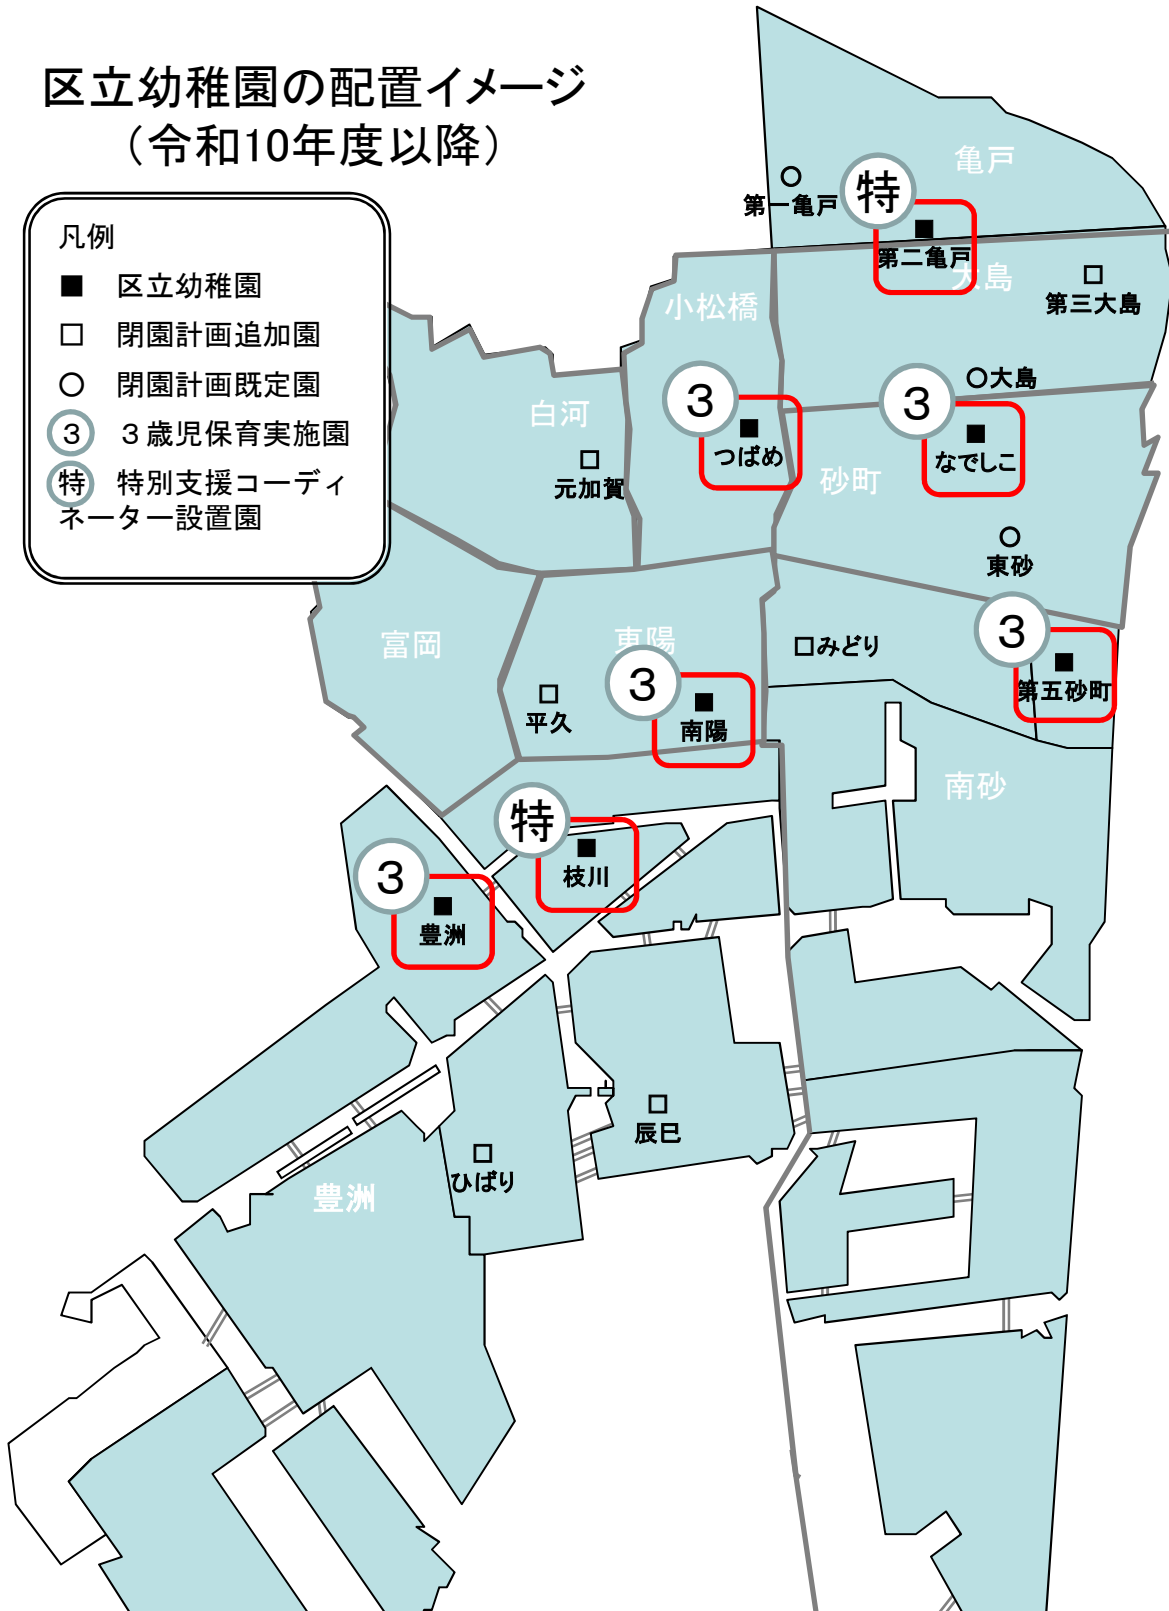 区立幼稚園の配置イメージ
（令和10年度以降）
凡例
■ 区立幼稚園
□ 閉園計画追加園
○ 閉園計画既定園
3 3歳児保育実施園
特 特別支援コーディ
ネーター設置園
亀戸
第一亀戸
特
第二亀戸
大島
第三大島
小松橋
大島
白河
3
つばめ
3
なでしこ
元加賀
砂町
東砂
富岡
東陽
みどり
3
第五砂町
3
南陽
平久
南砂
特
枝川
3
豊洲
辰巳
ひばり
豊洲